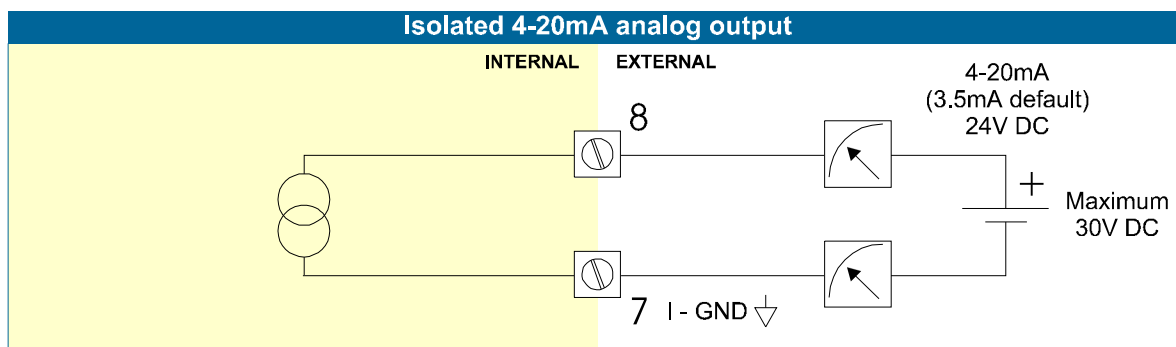 Isolated 4-20mA analog output
INTERNAL EXTERNAL
4-20mA
(3.5mA default)
24V DC
8
+
Maximum
30V DC
7 I - GND